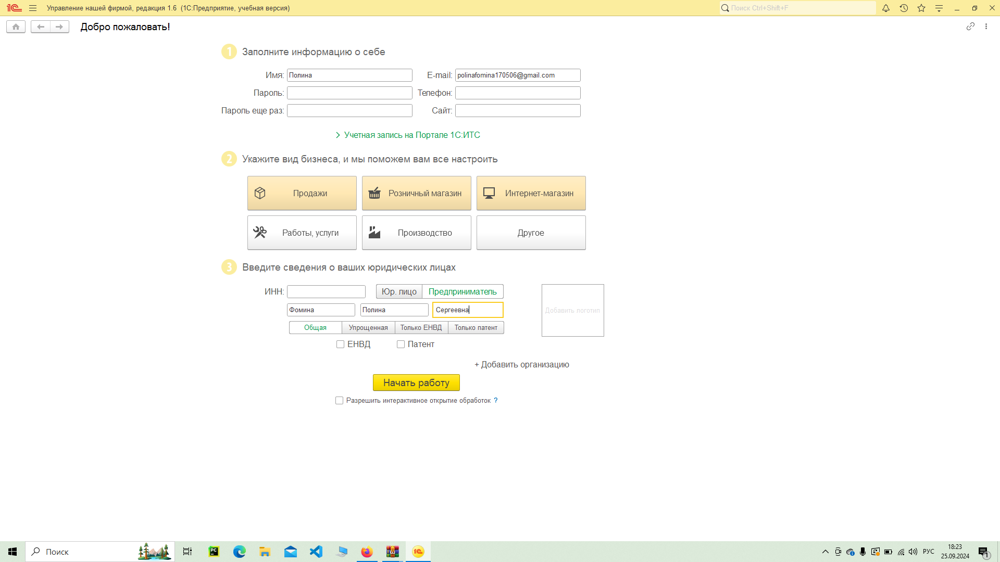 1С Управление нашей фирмой, редакция 1.6 (1С:Предприятие, учебная версия) Поиск Ctrl+Shift+F
Добро пожаловать!
1 Заполните информацию о себе
Имя: Полина E-mail: polinafomina170506@gmail.com
Пароль: Телефон:
Пароль еще раз: Сайт:
Учетная запись на Портале 1С:ИТС
2 Укажите вид бизнеса, и мы поможем вам все настроить
Продажи Розничный магазин Интернет-магазин
Работы, услуги Производство Другое
3 Введите сведения о ваших юридических лицах
ИНН: Юр. лицо Предприниматель
Фомина Полина Сергеевна Добавить логотип
Общая Упрощенная Только ЕНВД Только патент
ЕНВД Патент
+ Добавить организацию
Начать работу
Разрешить интерактивное открытие обработок ?
Поиск PC 1С РУС 18:23
25.09.2024 1